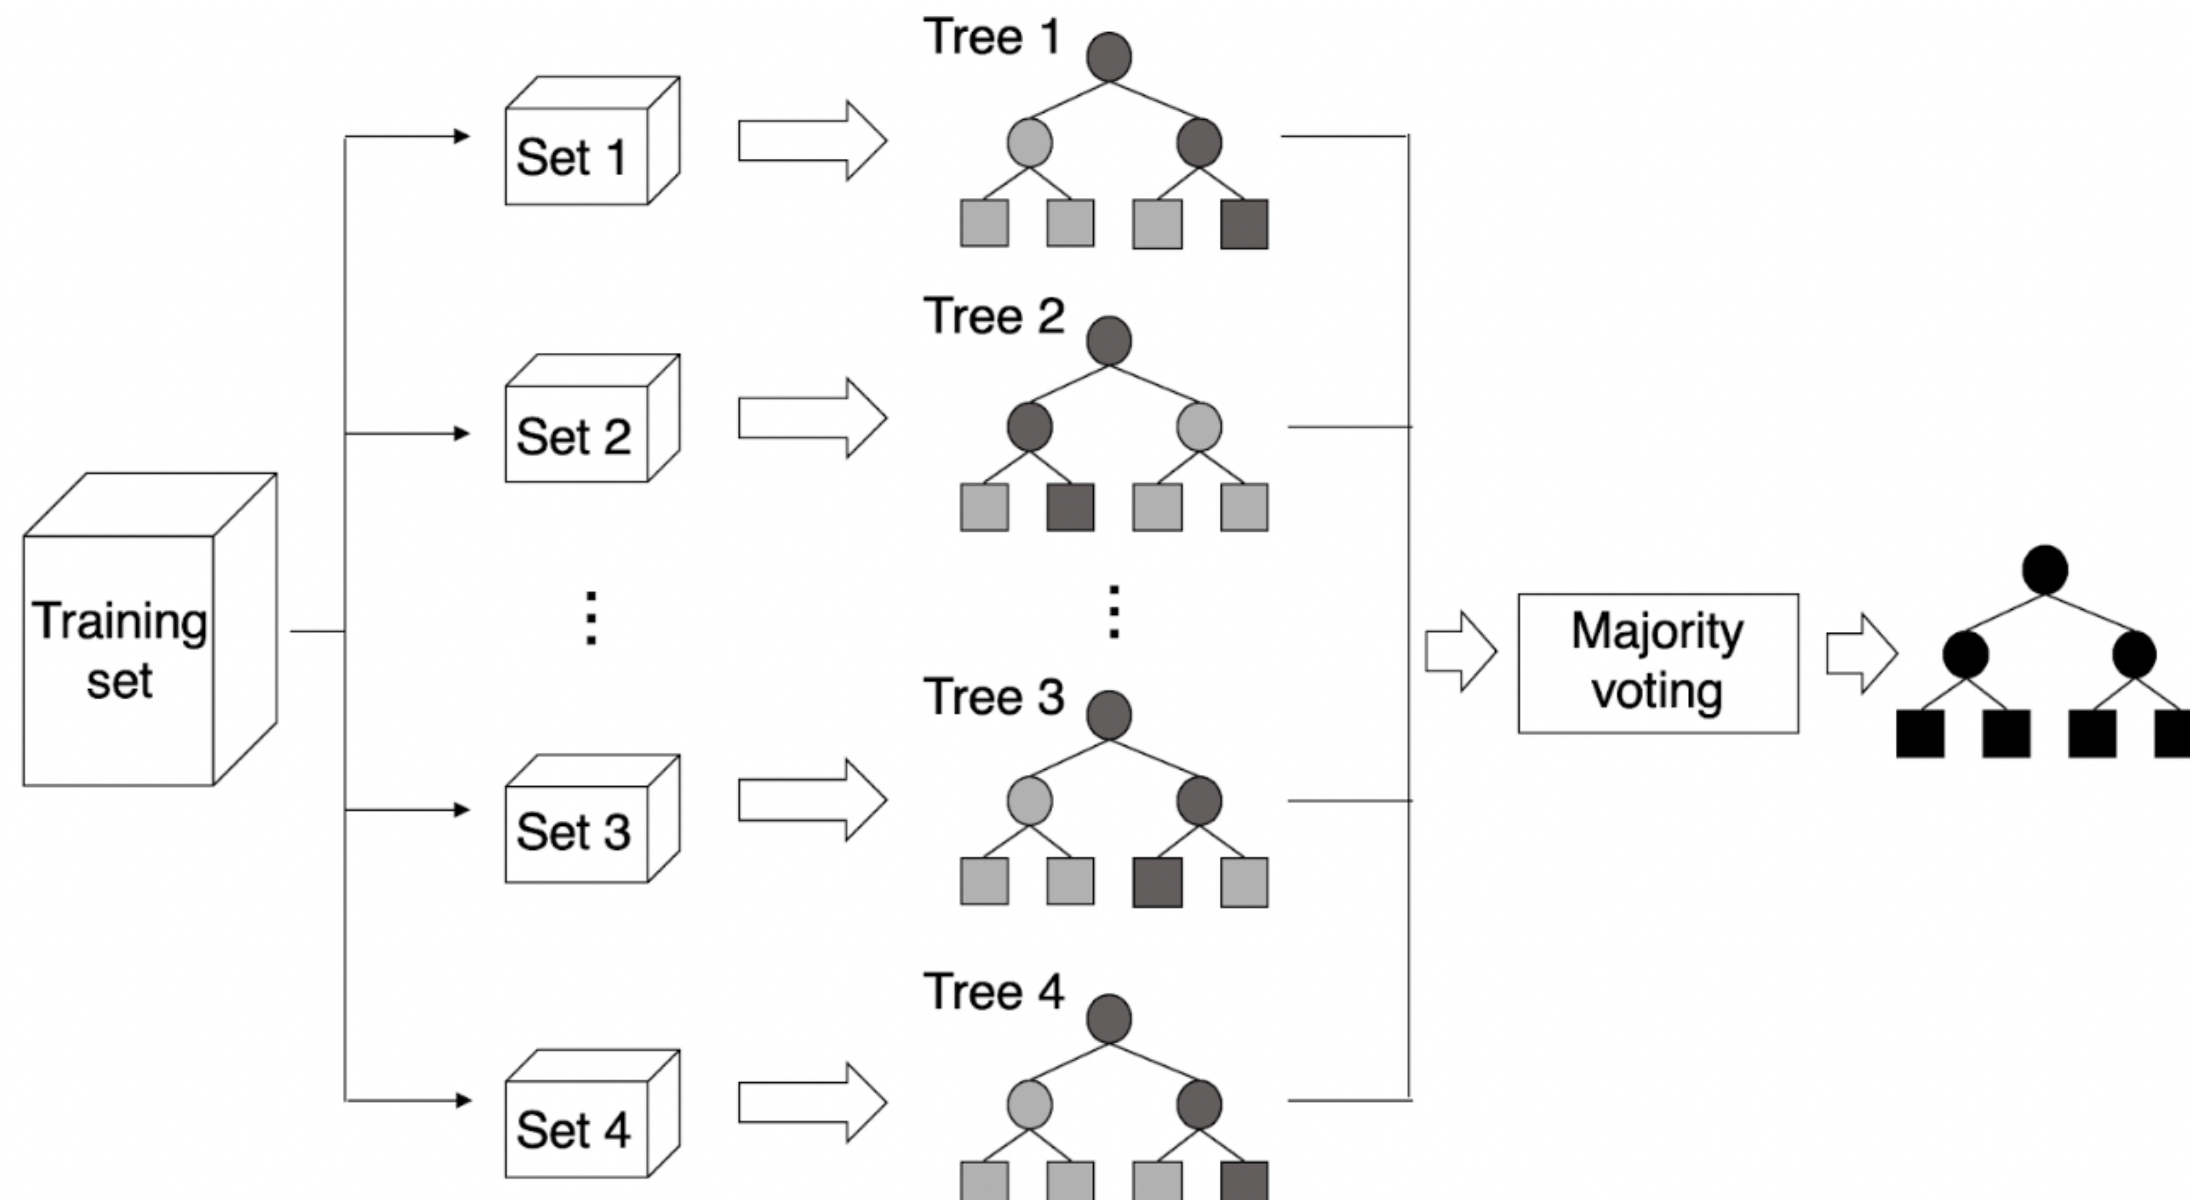 Tree 1
Set 1
Tree 2
Set 2
Training
set
Majority
voting
Tree 3
Set 3
Tree 4
Set 4